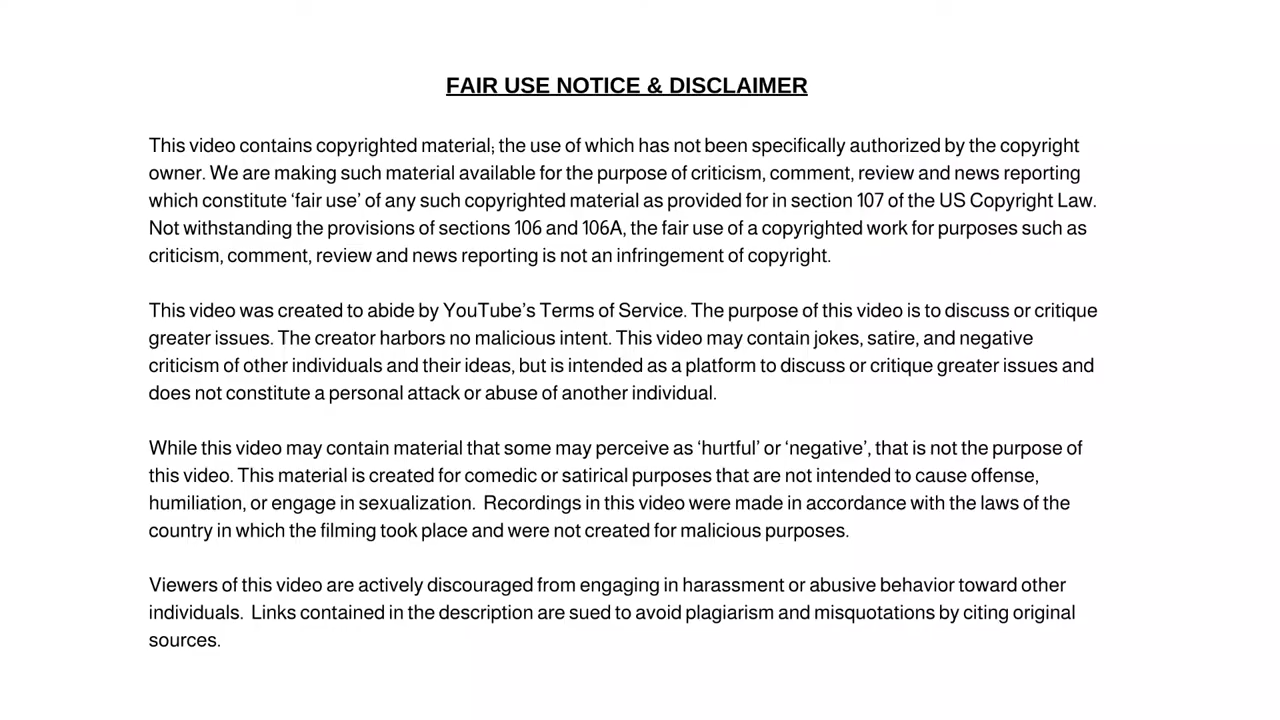 FAIR USE NOTICE & DISCLAIMER
This video contains copyrighted material; the use of which has not been specifically authorized by the copyright
owner. We are making such material available for the purpose of criticism, comment, review and news reporting
which constitute ‘fair use’ of any such copyrighted material as provided for in section 107 of the US Copyright Law.
Not withstanding the provisions of sections 106 and 106A, the fair use of a copyrighted work for purposes such as
criticism, comment, review and news reporting is not an infringement of copyright.
This video was created to abide by YouTube’s Terms of Service. The purpose of this video is to discuss or critique
greater issues. The creator harbors no malicious intent. This video may contain jokes, satire, and negative
criticism of other individuals and their ideas, but is intended as a platform to discuss or critique greater issues and
does not constitute a personal attack or abuse of another individual.
While this video may contain material that some may perceive as ‘hurtful’ or ‘negative’, that is not the purpose of
this video. This material is created for comedic or satirical purposes that are not intended to cause offense,
humiliation, or engage in sexualization. Recordings in this video were made in accordance with the laws of the
country in which the filming took place and were not created for malicious purposes.
Viewers of this video are actively discouraged from engaging in harassment or abusive behavior toward other
individuals. Links contained in the description are sued to avoid plagiarism and misquotations by citing original
sources.